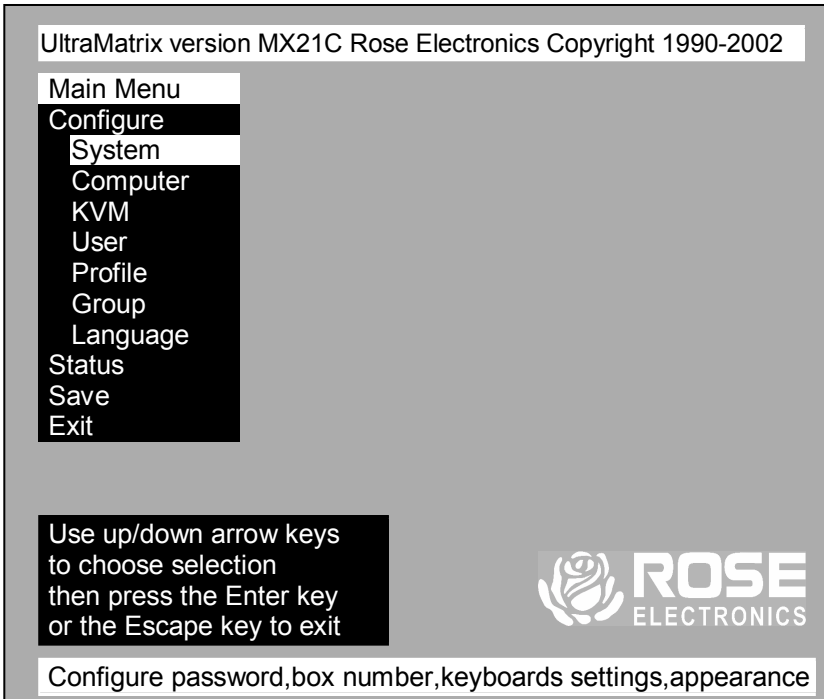 UltraMatrix version MX21C Rose Electronics Copyright 1990-2002
Main Menu
Configure
System
Computer
KVM
User
Profile
Group
Language
Status
Save
Exit
Use up/down arrow keys
to choose selection
then press the Enter key
or the Escape key to exit
ROSE
ELECTRONICS
Configure password,box number,keyboards settings,appearance